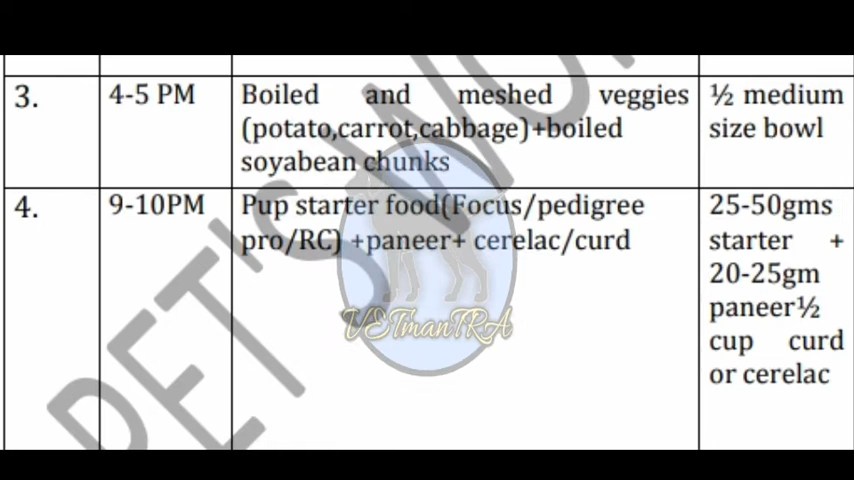 3.
4-5 PM
Boiled and meshed veggies
(potato,carrot,cabbage)+boiled
soyabean chunks
½ medium
size bowl
4.
9-10PM
Pup starter food(Focus/pedigree
pro/RC) +paneer+ cerelac/curd
25-50gms
starter +
20-25gm
paneer½
cup curd
or cerelac
PET'S WO
VETmanTRA